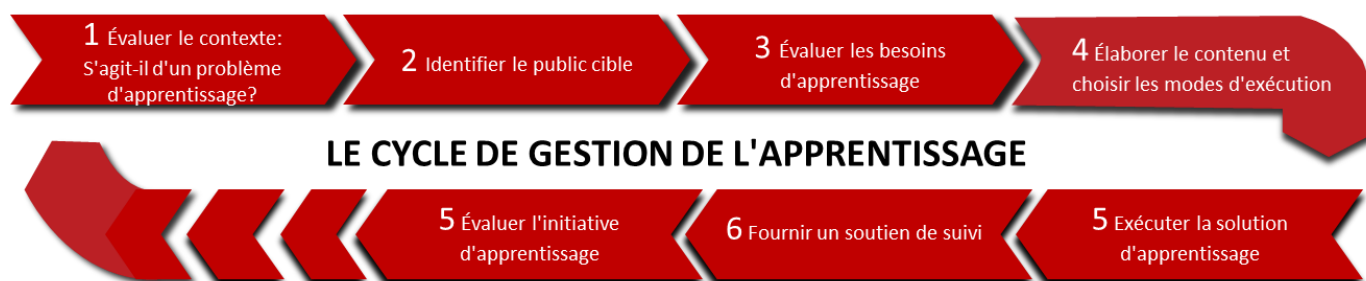 1 Évaluer le contexte:
S'agit-il d'un problème
d'apprentissage?
2 Identifier le public cible
3 Évaluer les besoins
d'apprentissage
4 Élaborer le contenu et
choisir les modes d'exécution
LE CYCLE DE GESTION DE L'APPRENTISSAGE
5 Évaluer l'initiative
d'apprentissage
6 Fournir un soutien de suivi
5 Exécuter la solution
d'apprentissage